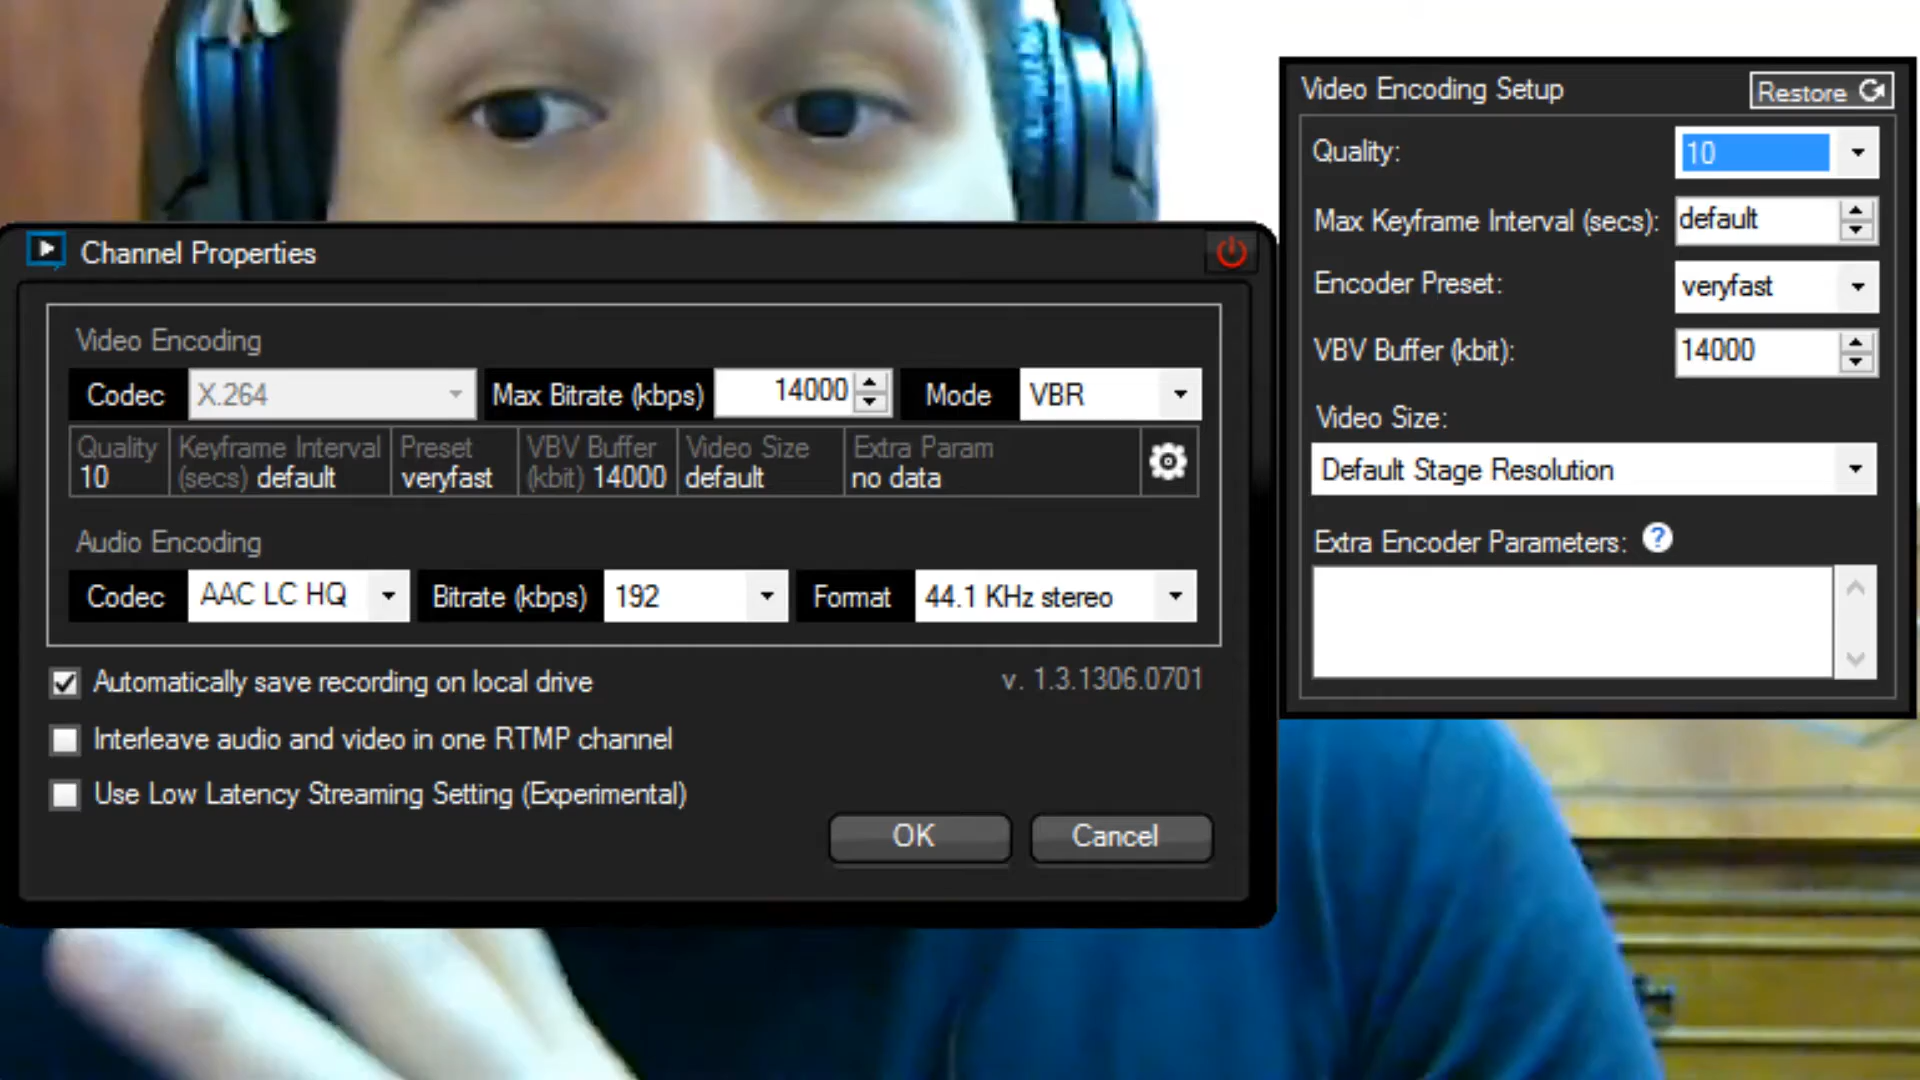 Video Encoding Setup Restore
Quality: 10
Max Keyframe Interval (secs): default
Encoder Preset: veryfast
VBV Buffer (kbit): 14000
Video Size:
Default Stage Resolution
Extra Encoder Parameters: ?
Channel Properties
Video Encoding
Codec X.264 Max Bitrate (kbps) 14000 Mode VBR
Quality Keyframe Interval Preset VBV Buffer Video Size Extra Param
10 (secs) default veryfast (kbit) 14000 default no data
Audio Encoding
Codec AAC LC HQ Bitrate (kbps) 192 Format 44.1 KHz stereo
Automatically save recording on local drive v. 1.3.1306.0701
Interleave audio and video in one RTMP channel
Use Low Latency Streaming Setting (Experimental)
OK Cancel